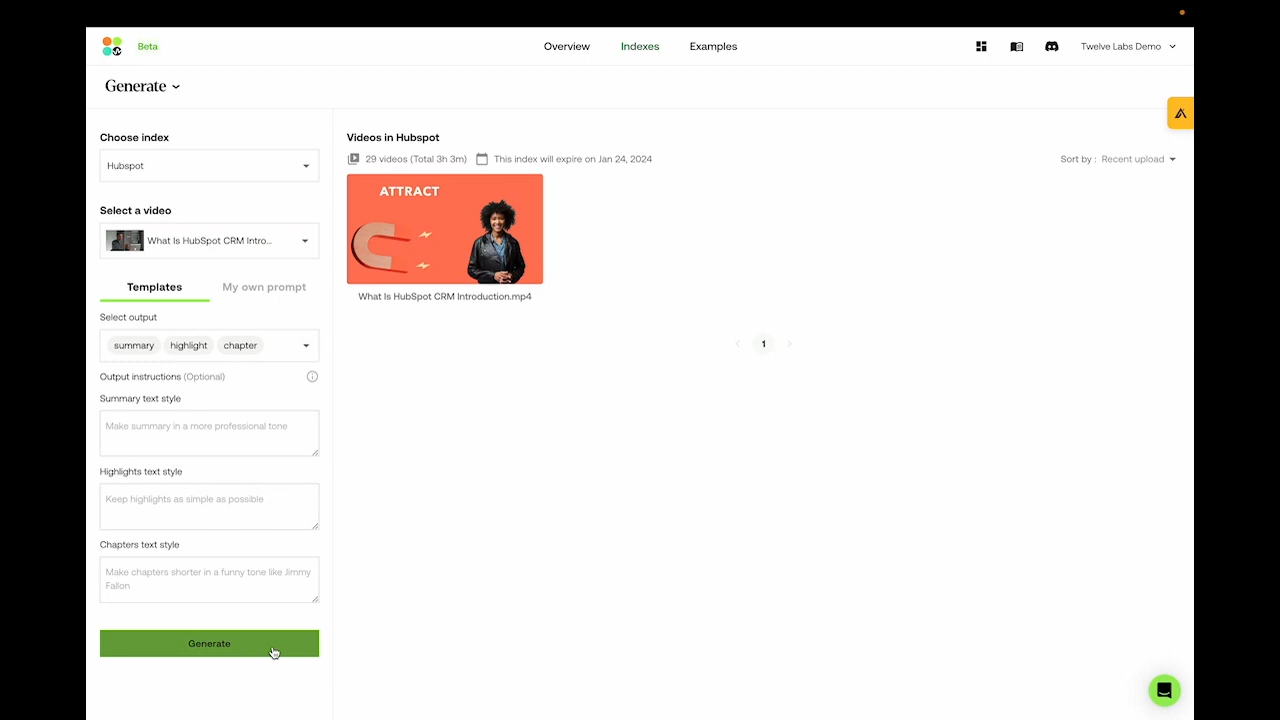 Beta
Overview
Indexes
Examples
Twelve Labs Demo
Generate
Choose index
Hubspot
Select a video
What Is HubSpot CRM Intro...
Templates
My own prompt
Select output
summary
highlight
chapter
Output instructions (Optional)
Summary text style
Make summary in a more professional tone
Highlights text style
Keep highlights as simple as possible
Chapters text style
Make chapters shorter in a funny tone like Jimmy
Fallon
Generate
Videos in Hubspot
29 videos (Total 3h 3m)
This index will expire on Jan 24, 2024
Sort by : Recent upload
ATTRACT
What Is HubSpot CRM Introduction.mp4
1